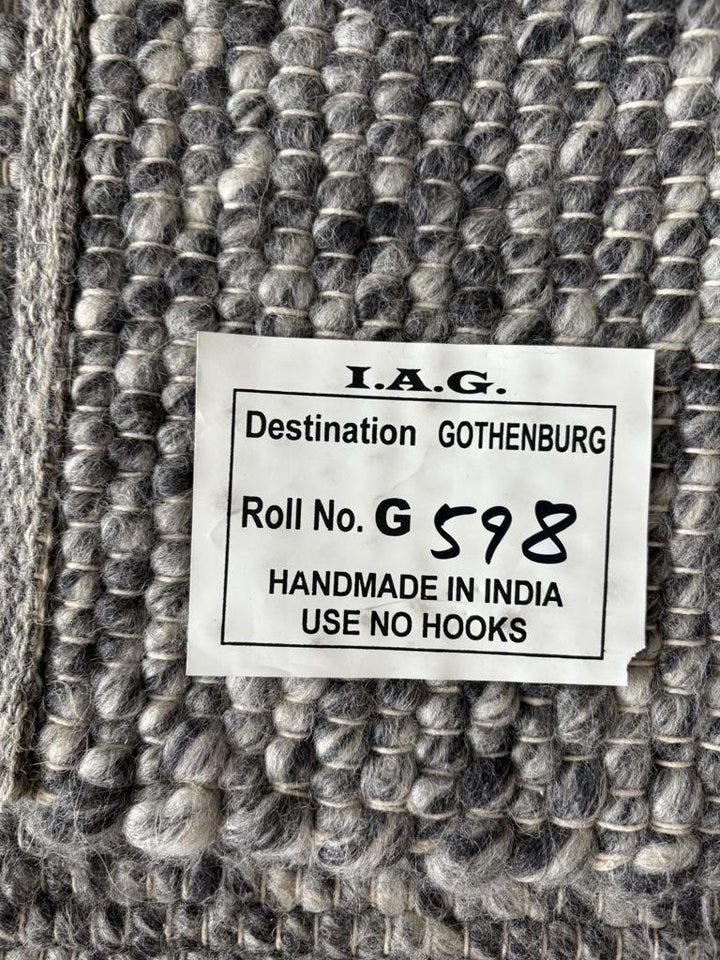 I.A.G.
Destination GOTHENBURG
Roll No. G 598
HANDMADE IN INDIA
USE NO HOOKS